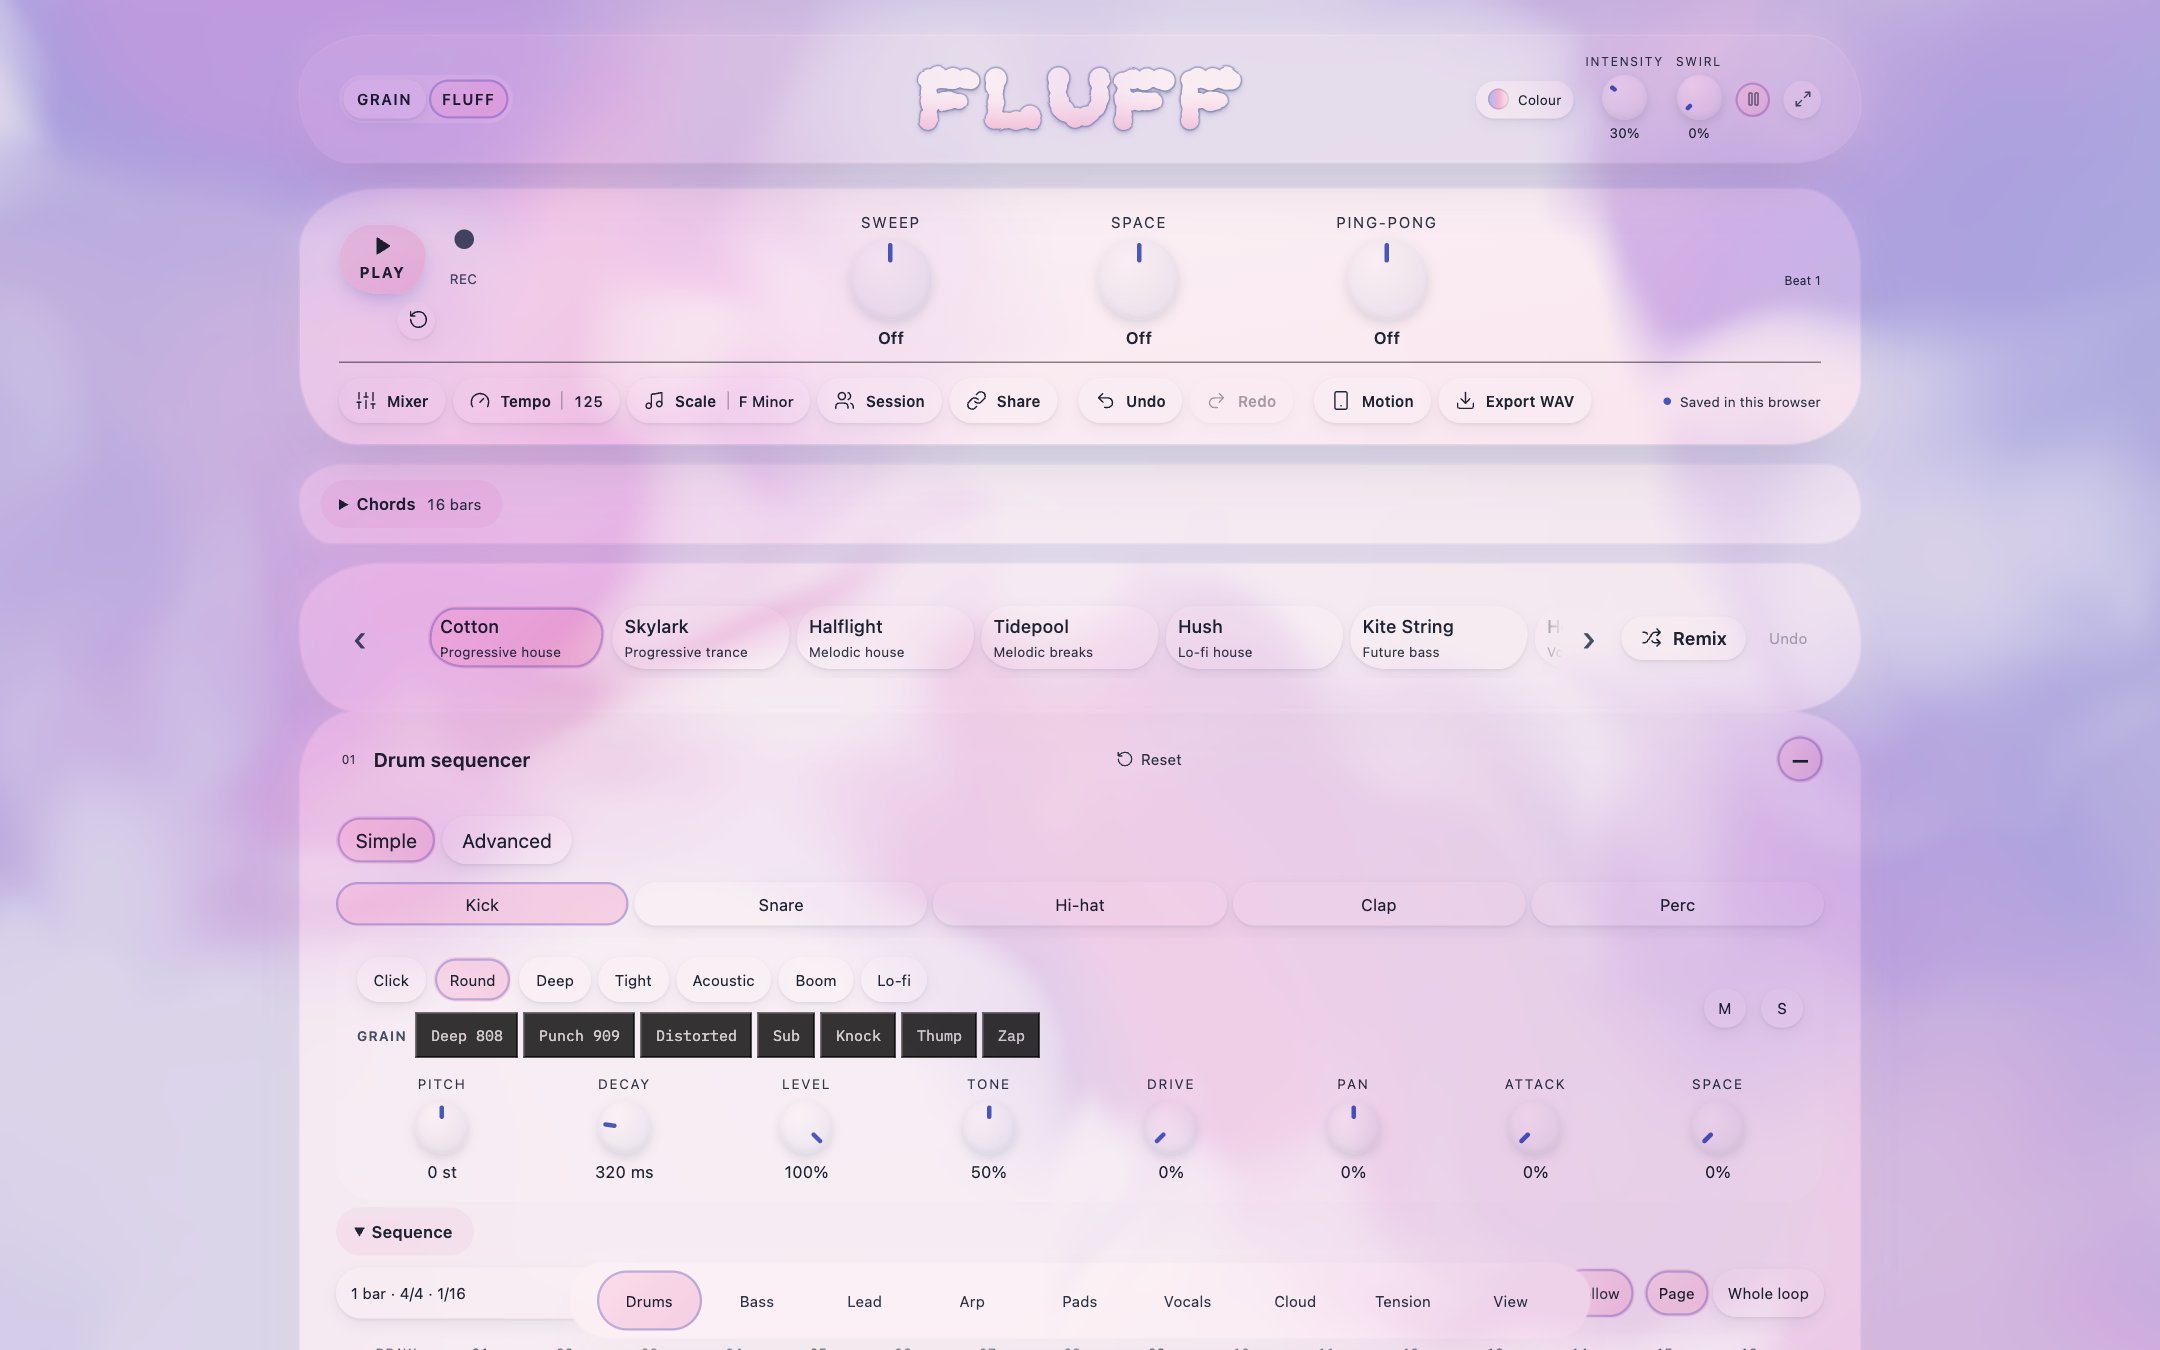 GRAIN FLUFF
FLUFF
Colour
INTENSITY SWIRL
30% 0%
PLAY
REC
SWEEP SPACE PING-PONG
Off Off Off
Beat 1
Mixer Tempo 125 Scale F Minor Session Share Undo Redo Motion Export WAV Saved in this browser
Chords 16 bars
Cotton
Progressive house
Skylark
Progressive trance
Halflight
Melodic house
Tidepool
Melodic breaks
Hush
Lo-fi house
Kite String
Future bass
Remix Undo
01 Drum sequencer Reset
Simple Advanced
Kick Snare Hi-hat Clap Perc
Click Round Deep Tight Acoustic Boom Lo-fi
M S
GRAIN Deep 808 Punch 909 Distorted Sub Knock Thump Zap
PITCH DECAY LEVEL TONE DRIVE PAN ATTACK SPACE
0 st 320 ms 100% 50% 0% 0% 0% 0%
Sequence
1 bar · 4/4 · 1/16
Drums Bass Lead Arp Pads Vocals Cloud Tension View
llow Page Whole loop